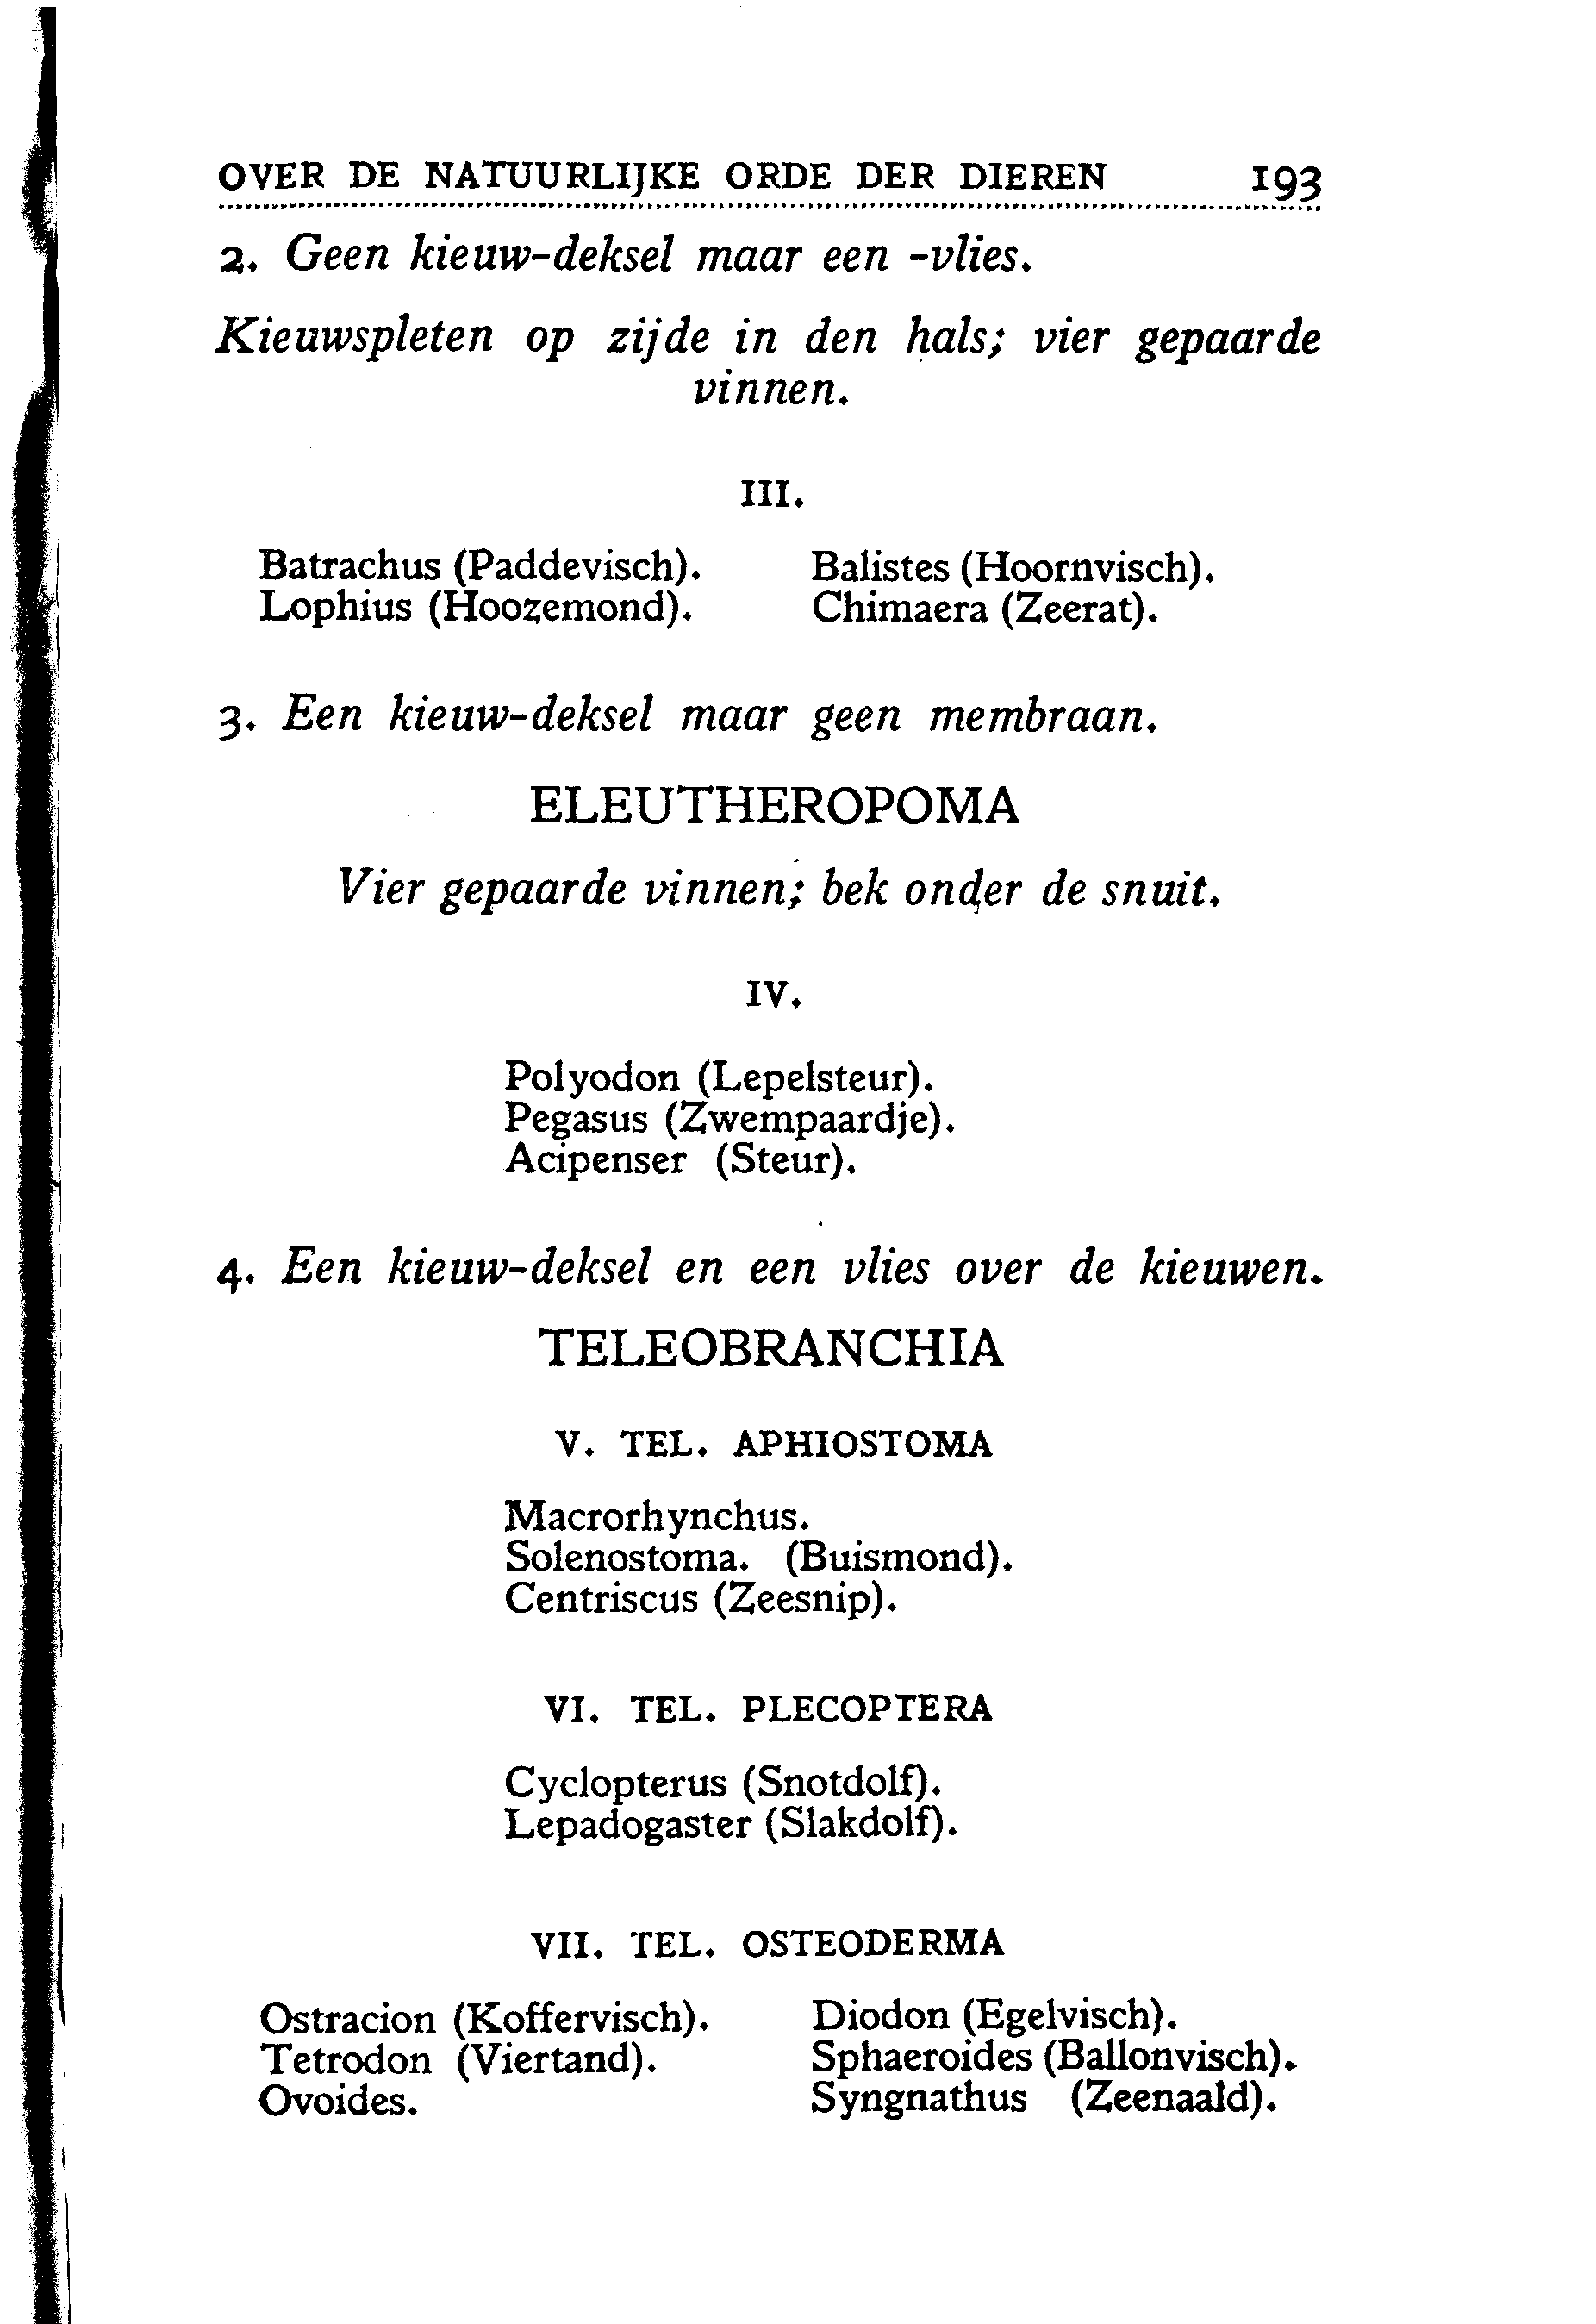 OVER DE NATUURLIJKE ORDE DER DIEREN 193
2. Geen kieuw-deksel maar een -vlies.
Kieuwspleten op zijde in den hals; vier gepaarde
vinnen.
III.
Batrachus (Paddevisch). Balistes (Hoornvisch).
Lophius (Hoozemond). Chimaera (Zeerat).
3. Een kieuw-deksel maar geen membraan.
ELEUTHEROPOMA
Vier gepaarde vinnen; bek onder de snuit.
IV.
Polyodon (Lepelsteur).
Pegasus (Zwempaardje).
Acipenser (Steur).
4. Een kieuw-deksel en een vlies over de kieuwen.
TELEOBRANCHIA
V. TEL. APHIOSTOMA
Macrorhynchus.
Solenostoma. (Buismond).
Centriscus (Zeesnip).
VI. TEL. PLECOPTERA
Cyclopterus (Snotdolf).
Lepadogaster (Slakdolf).
VII. TEL. OSTEODERMA
Ostracion (Koffervisch). Diodon (Egelvisch).
Tetrodon (Viertand). Sphaeroides (Ballonvisch).
Ovoides. Syngnathus (Zeenaald).